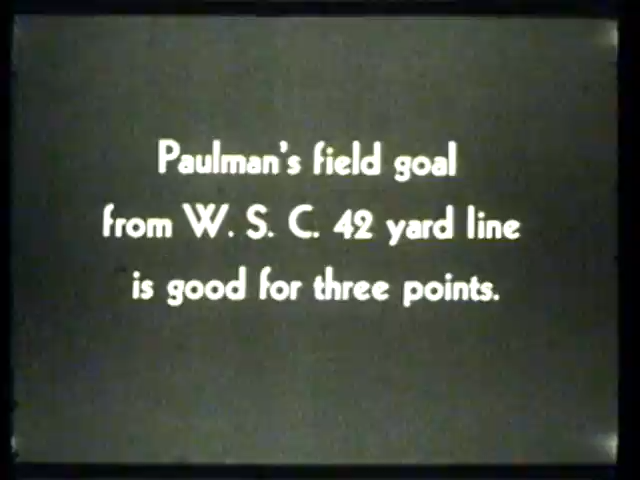 Paulman's field goal
from W. S. C. 42 yard line
is good for three points.